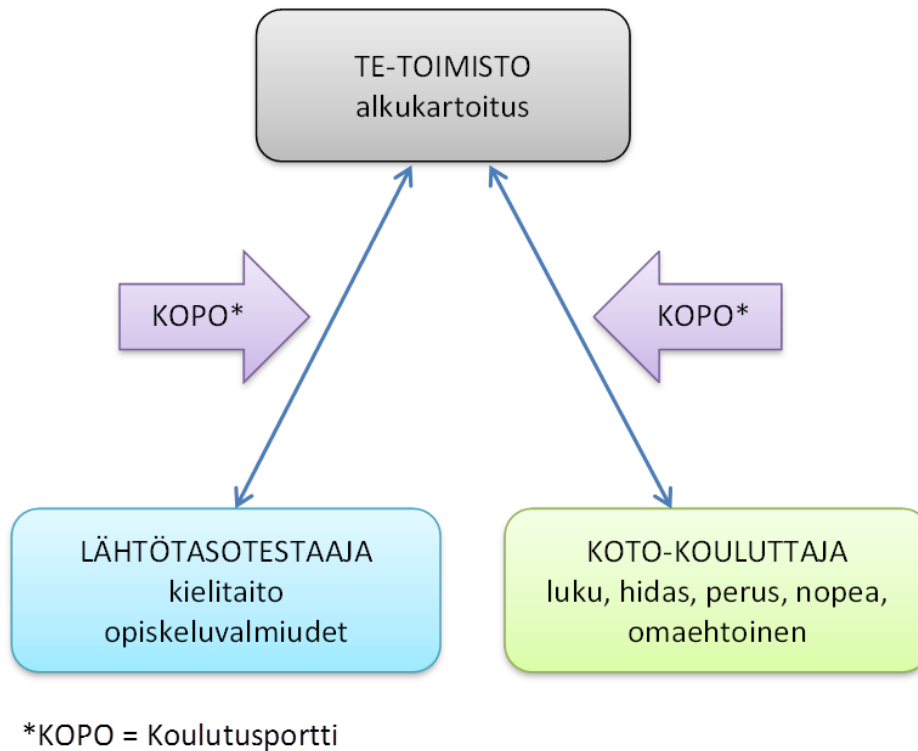 TE-TOIMISTO
alkukartoitus
KOPO*
KOPO*
LÄHTÖTASOTESTAAJA
kielitaito
opiskeluvalmiudet
KOTO-KOULUTTAJA
luku, hidas, perus, nopea,
omaehtoinen
*KOPO = Koulutusportti